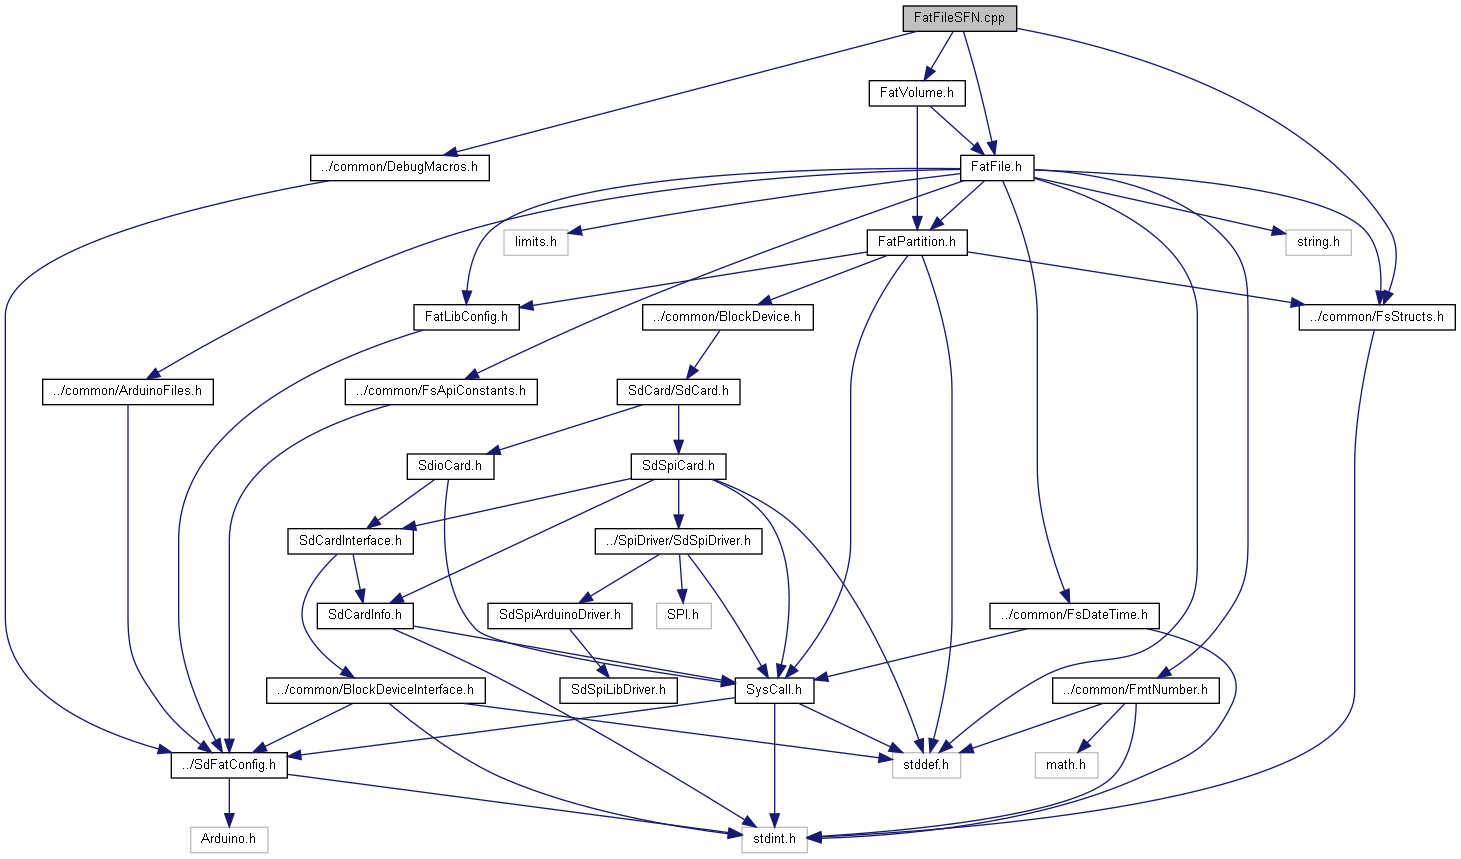 FatFileSFN.cpp
FatVolume.h
../common/DebugMacros.h
FatFile.h
limits.h
FatPartition.h
string.h
FatLibConfig.h
../common/BlockDevice.h
../common/FsStructs.h
../common/ArduinoFiles.h
../common/FsApiConstants.h
SdCard/SdCard.h
SdioCard.h
SdSpiCard.h
SdCardInterface.h
../SpiDriver/SdSpiDriver.h
SdCardInfo.h
SdSpiArduinoDriver.h
SPI.h
../common/FsDateTime.h
../common/BlockDeviceInterface.h
SdSpiLibDriver.h
SysCall.h
../common/FmtNumber.h
../SdFatConfig.h
stddef.h
math.h
Arduino.h
stdint.h